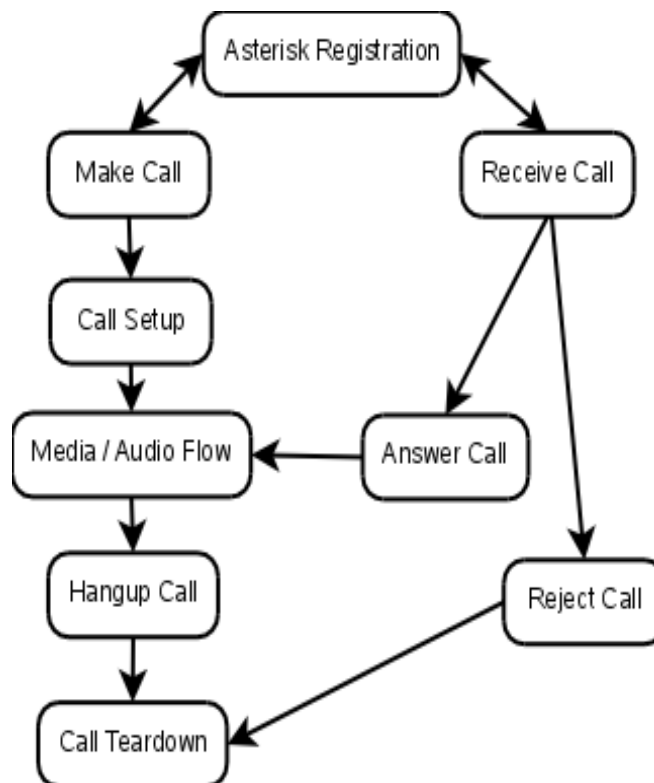 Asterisk Registration
Make Call
Receive Call
Call Setup
Media / Audio Flow
Answer Call
Hangup Call
Reject Call
Call Teardown